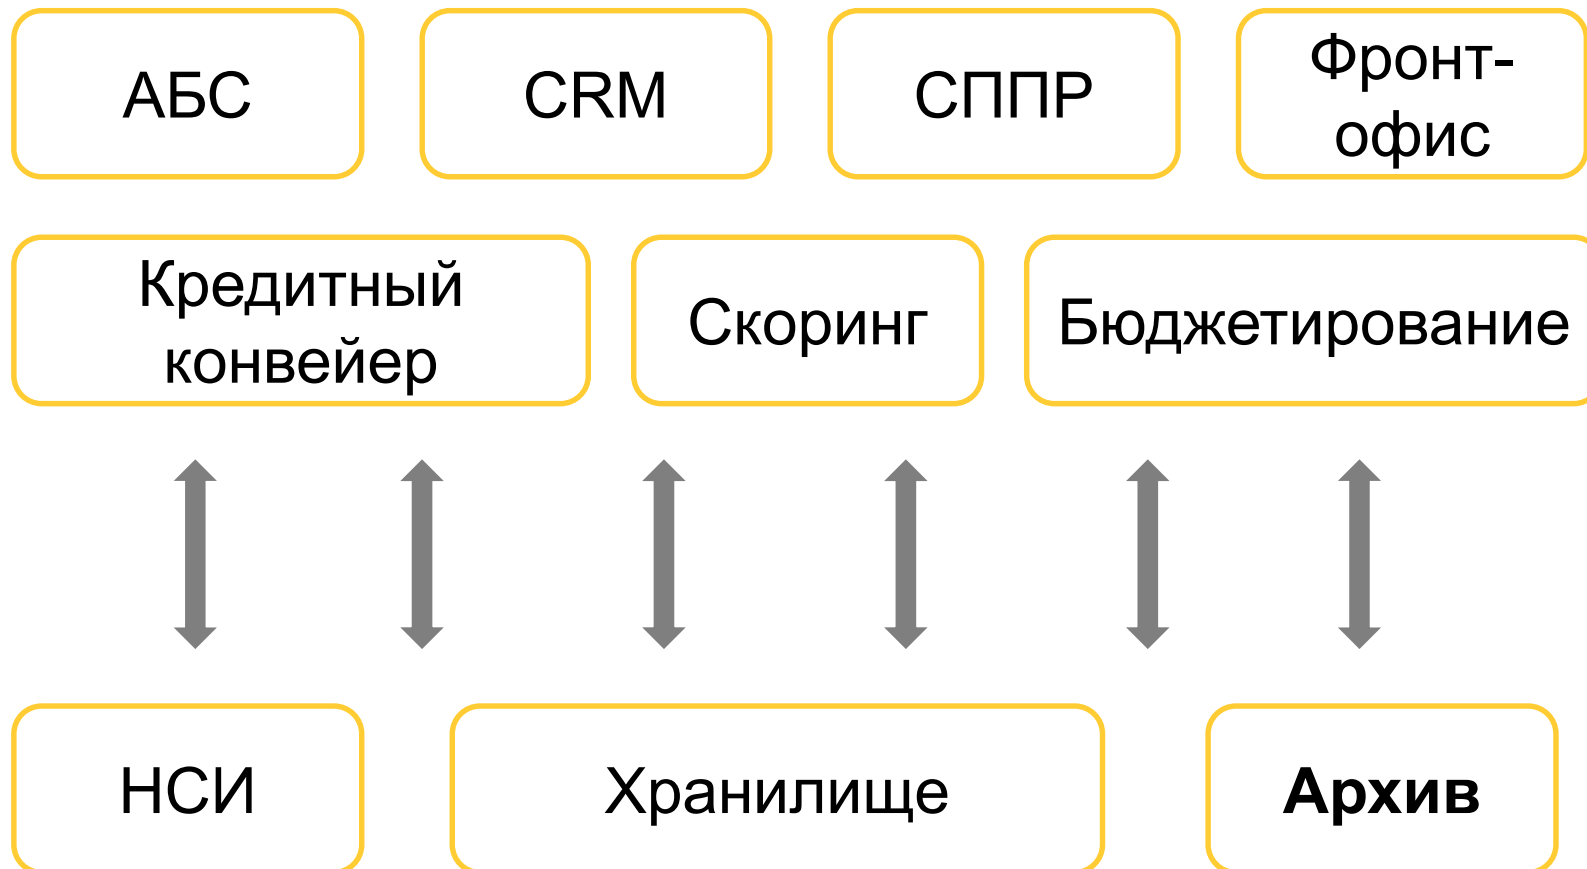 АБС
CRM
СППР
Фронт-
офис
Кредитный
конвейер
Скоринг
Бюджетирование
НСИ
Хранилище
Архив